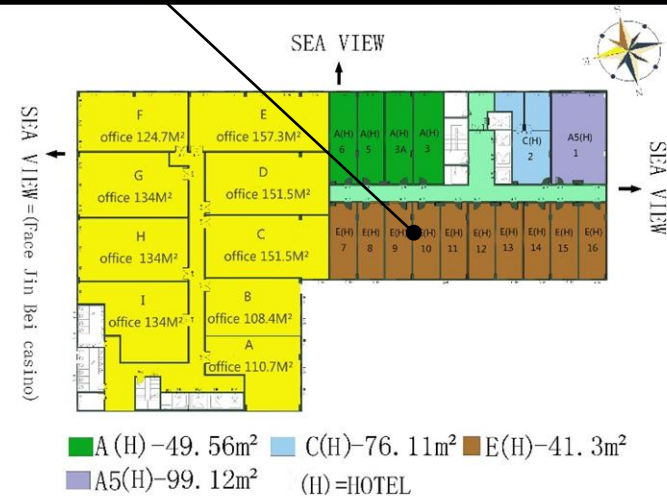 SEA VIEW
SEA VIEW=(Face Jin Bei casino)
SEA VIEW
F
office 124.7M²
E
office 157.3M²
G
office 134M²
D
office 151.5M²
H
office 134M²
C
office 151.5M²
I
office 134M²
B
office 108.4M²
A
office 110.7M²
A(H)
6
A(H)
5
A(H)
3A
A(H)
3
C(H)
2
A5(H)
1
E(H)
7
E(H)
8
E(H)
9
E(H)
10
E(H)
11
E(H)
12
E(H)
13
E(H)
14
E(H)
15
E(H)
16
A(H)-49.56m² C(H)-76.11m² E(H)-41.3m²
A5(H)-99.12m² (H)=HOTEL